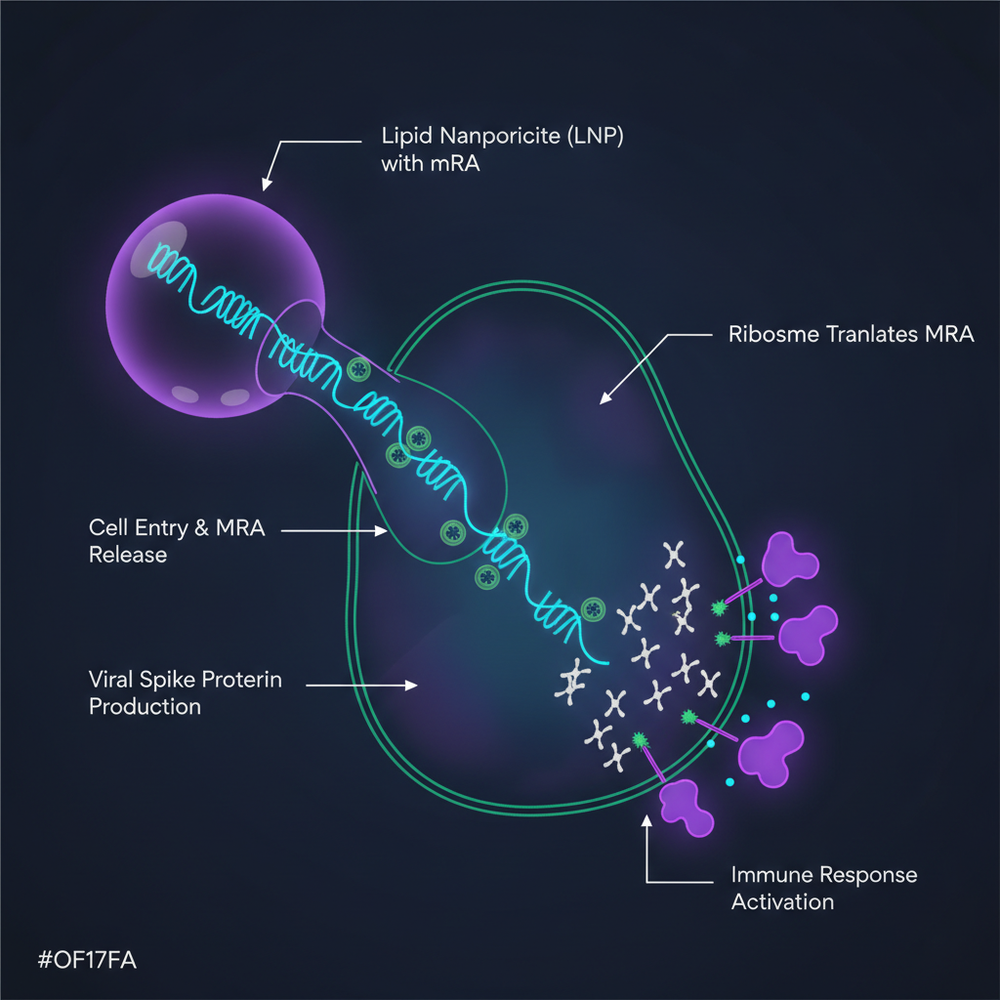 Lipid Nanporicite (LNP)
with mRA
Ribosme Tranlates MRA
Cell Entry & MRA
Release
Viral Spike Proterin
Production
Immune Response
Activation
#OF17FA